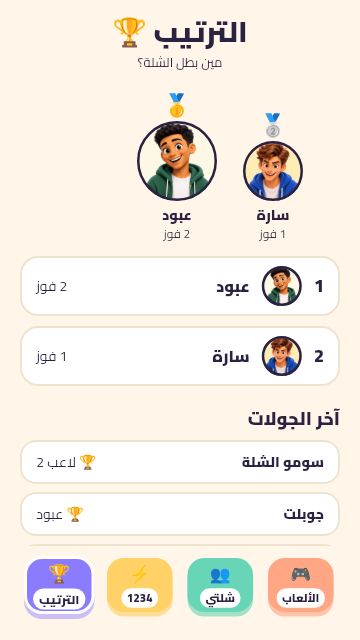 الترتيب 🏆
مين بطل الشلة؟
🥇
🥈
سارة
عبود
1 فوز
2 فوز
1 عبود 2 فوز
2 سارة 1 فوز
آخر الجولات
سومو الشلة 🏆 لاعب 2
جوبلت 🏆 عبود
الألعاب
شلتي
1234
الترتيب